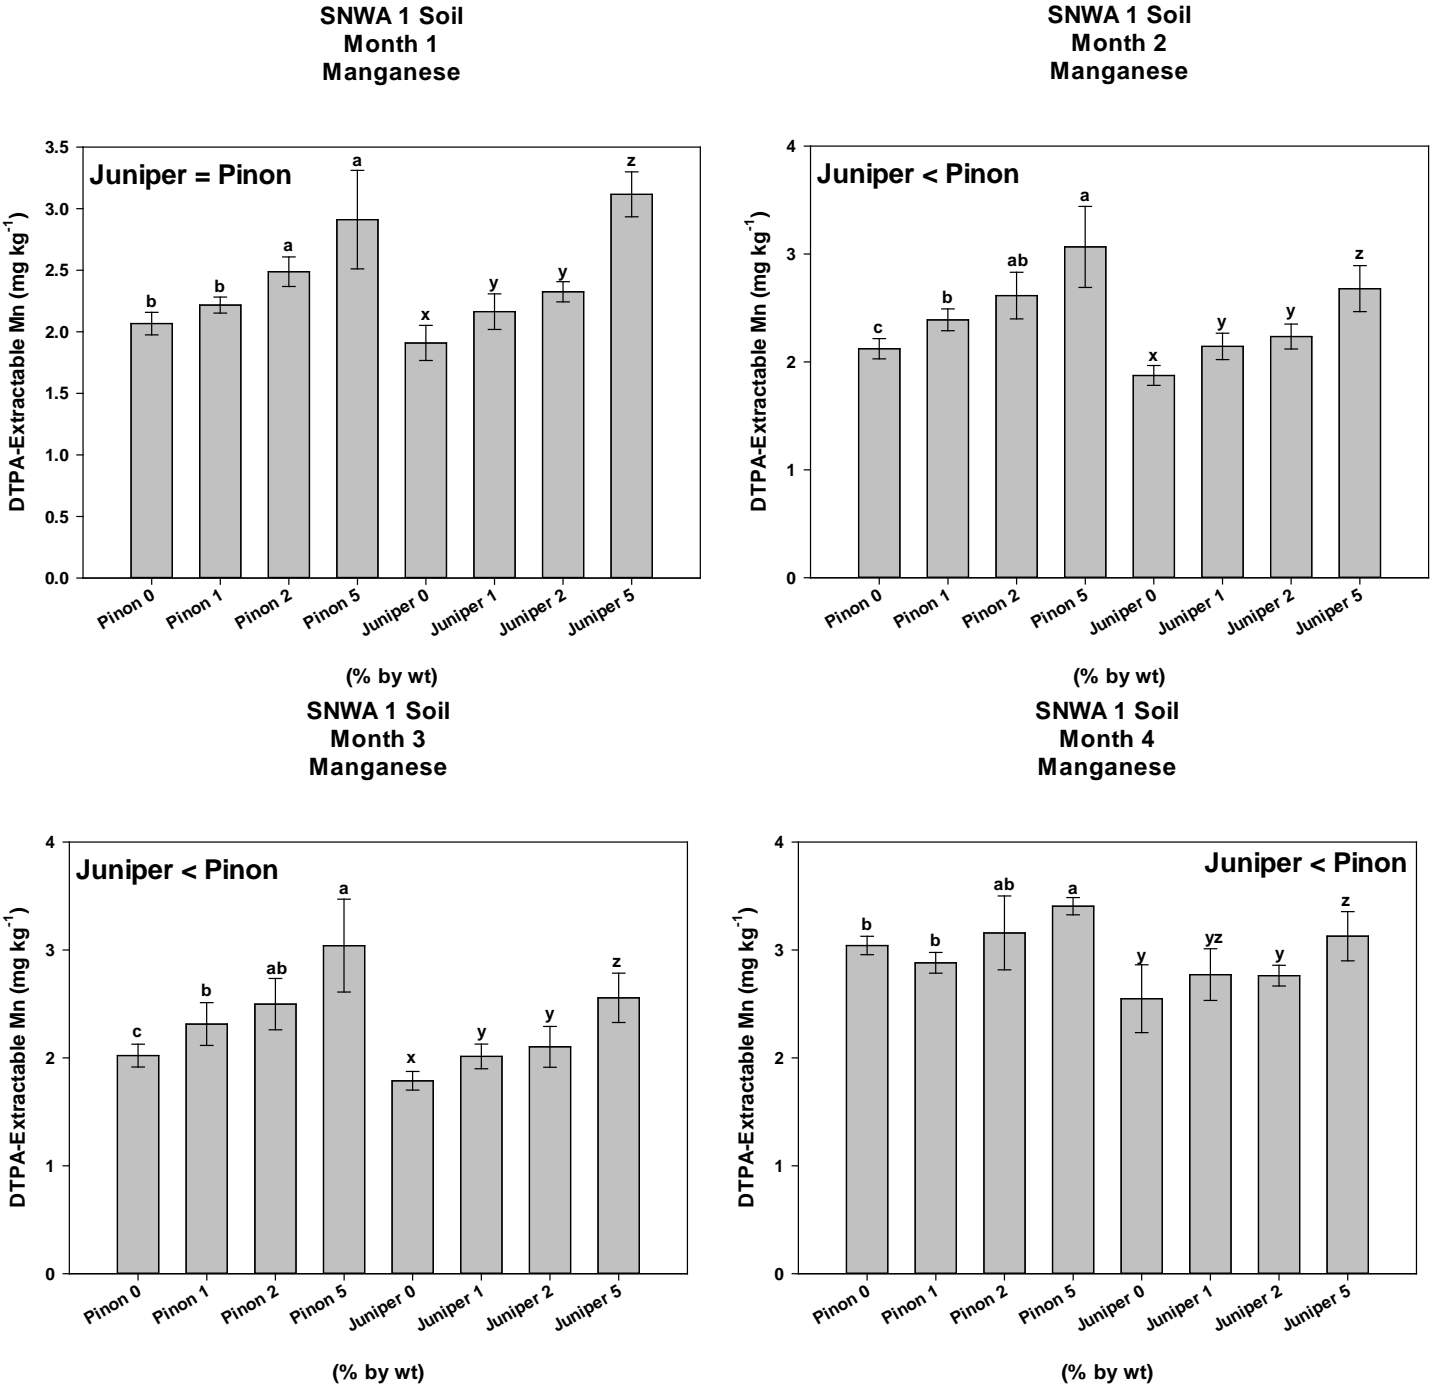 SNWA 1 Soil
Month 1
Manganese
DTPA-Extractable Mn (mg kg⁻¹)
3.5
3.0
2.5
2.0
1.5
1.0
0.5
0.0
Juniper = Pinon
b
b
a
a
x
y
y
z
Pinon 0
Pinon 1
Pinon 2
Pinon 5
Juniper 0
Juniper 1
Juniper 2
Juniper 5
(% by wt)
SNWA 1 Soil
Month 2
Manganese
DTPA-Extractable Mn (mg kg⁻¹)
4
3
2
1
0
Juniper < Pinon
c
b
ab
a
x
y
y
z
Pinon 0
Pinon 1
Pinon 2
Pinon 5
Juniper 0
Juniper 1
Juniper 2
Juniper 5
(% by wt)
SNWA 1 Soil
Month 3
Manganese
DTPA-Extractable Mn (mg kg⁻¹)
4
3
2
1
0
Juniper < Pinon
c
b
ab
a
x
y
y
z
Pinon 0
Pinon 1
Pinon 2
Pinon 5
Juniper 0
Juniper 1
Juniper 2
Juniper 5
(% by wt)
SNWA 1 Soil
Month 4
Manganese
DTPA-Extractable Mn (mg kg⁻¹)
4
3
2
1
0
Juniper < Pinon
b
b
ab
a
y
yz
y
z
Pinon 0
Pinon 1
Pinon 2
Pinon 5
Juniper 0
Juniper 1
Juniper 2
Juniper 5
(% by wt)